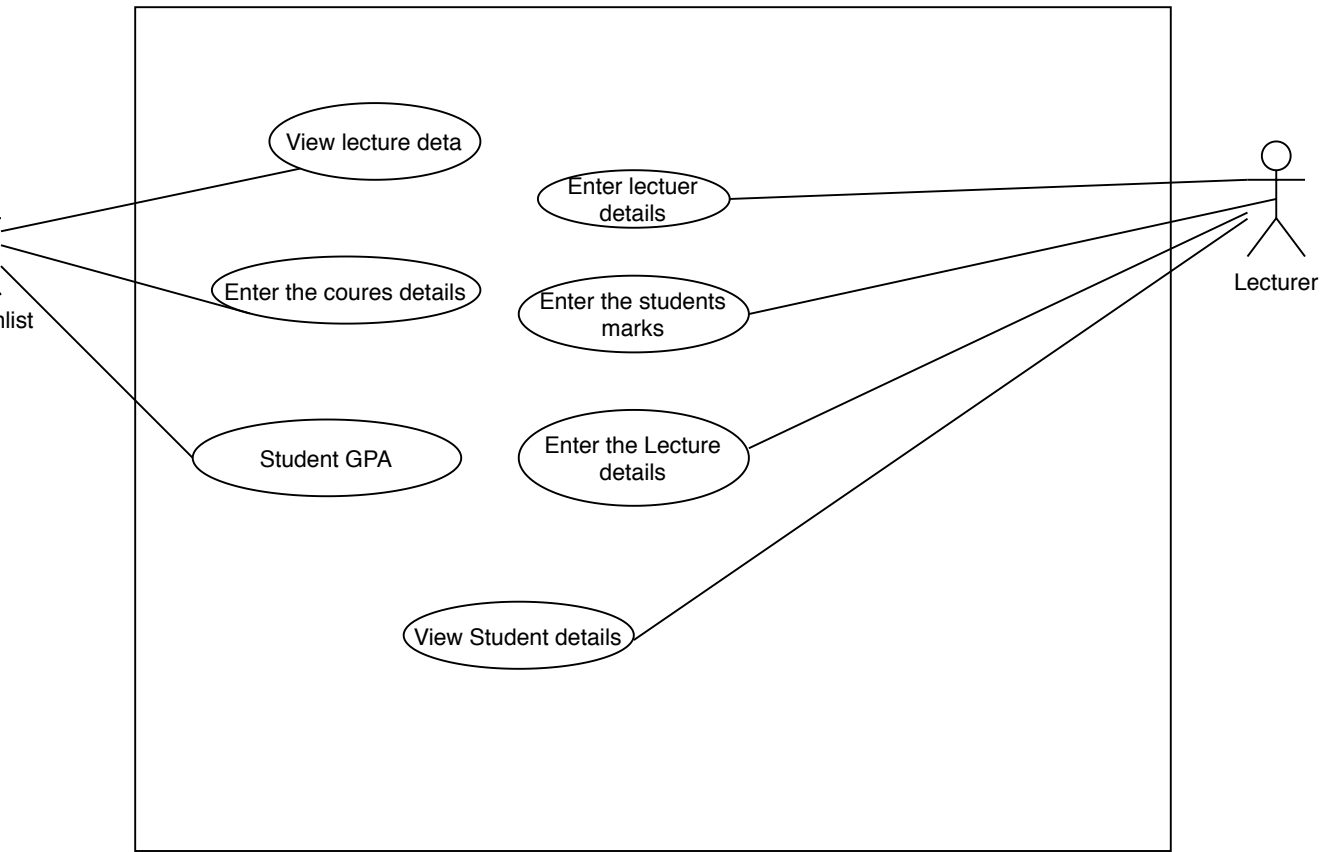 View lecture deta
Enter lectuer
details
Enter the coures details
Enter the students
marks
Lecturer
Student GPA
Enter the Lecture
details
View Student details